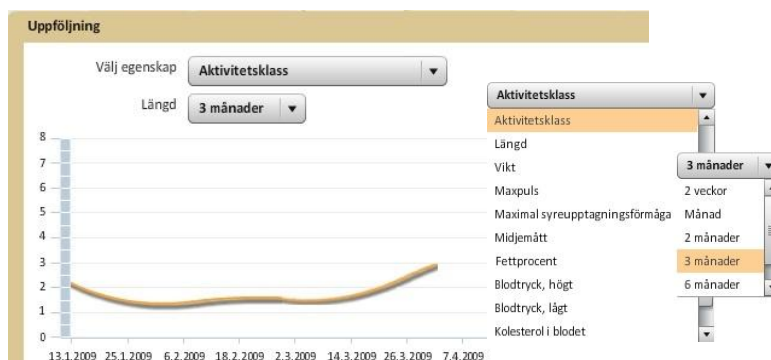 Uppföljning
Välj egenskap Aktivitetsklass
Längd 3 månader
8
7
6
5
4
3
2
1
0
13.1.2009 25.1.2009 6.2.2009 18.2.2009 2.3.2009 14.3.2009 26.3.2009 7.4.2009
Aktivitetsklass
Aktivitetsklass
Längd
Vikt
Maxpuls
Maximal syreupptagningsförmåga
Midjemått
Fettprocent
Blodtryck, högt
Blodtryck, lågt
Kolesterol i blodet
3 månader
2 veckor
Månad
2 månader
3 månader
6 månader